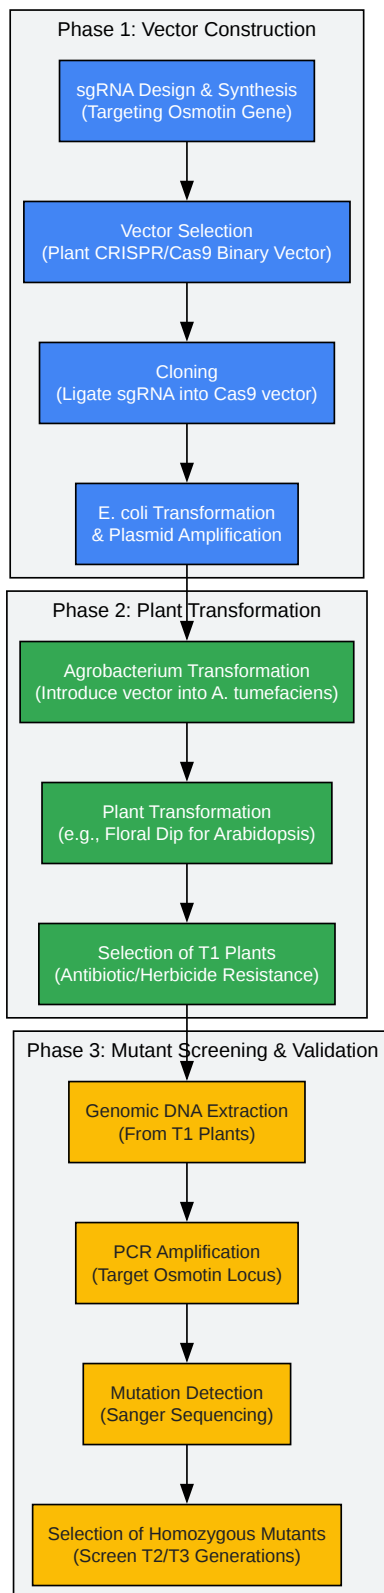 Phase 1: Vector Construction
sgRNA Design & Synthesis
(Targeting Osmotin Gene)
Vector Selection
(Plant CRISPR/Cas9 Binary Vector)
Cloning
(Ligate sgRNA into Cas9 vector)
E. coli Transformation
& Plasmid Amplification
Phase 2: Plant Transformation
Agrobacterium Transformation
(Introduce vector into A. tumefaciens)
Plant Transformation
(e.g., Floral Dip for Arabidopsis)
Selection of T1 Plants
(Antibiotic/Herbicide Resistance)
Phase 3: Mutant Screening & Validation
Genomic DNA Extraction
(From T1 Plants)
PCR Amplification
(Target Osmotin Locus)
Mutation Detection
(Sanger Sequencing)
Selection of Homozygous Mutants
(Screen T2/T3 Generations)